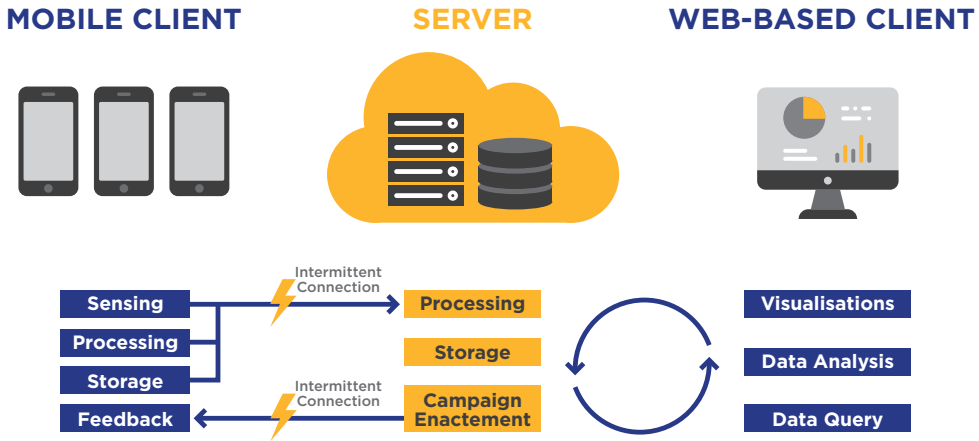 MOBILE CLIENT
SERVER
WEB-BASED CLIENT
Intermittent
Connection
Sensing
Processing
Storage
Feedback
Intermittent
Connection
Processing
Storage
Campaign
Enactement
Visualisations
Data Analysis
Data Query